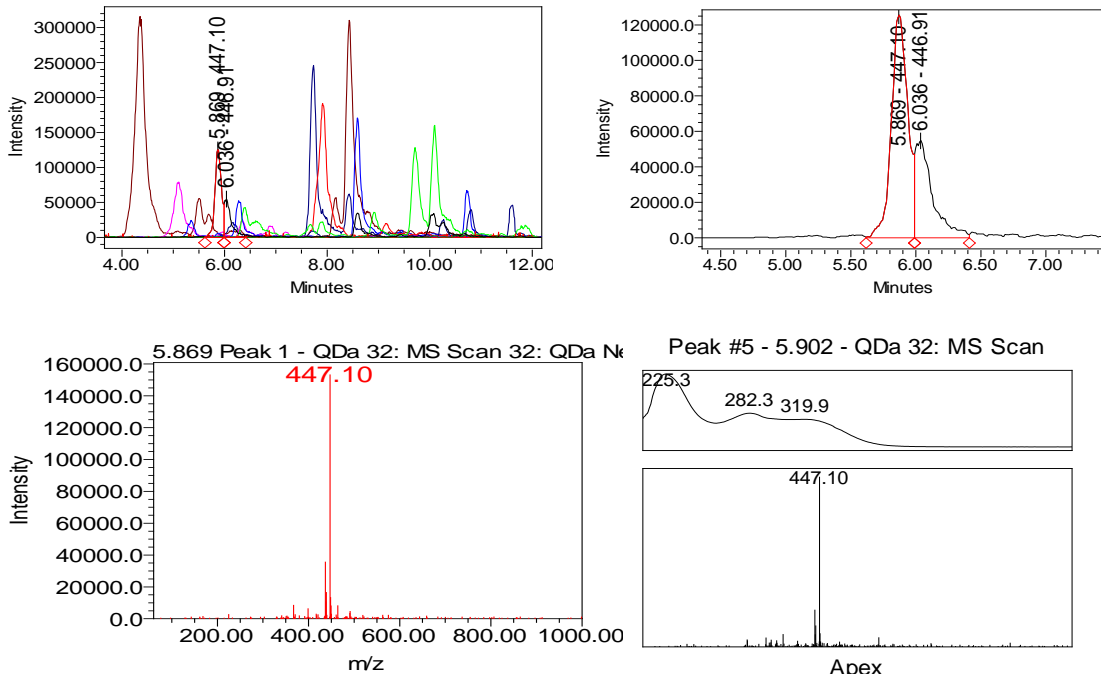 300000
250000
200000
150000
100000
50000
0
Intensity
5.869 - 447.10
6.036 - 446.91
4.00 6.00 8.00 10.00 12.00
Minutes
120000.0
100000.0
80000.0
60000.0
40000.0
20000.0
0.0
Intensity
5.869 - 447.10
6.036 - 446.91
4.50 5.00 5.50 6.00 6.50 7.00
Minutes
5.869 Peak 1 - QDa 32: MS Scan 32: QDa Ne
447.10
160000.0
140000.0
120000.0
100000.0
80000.0
60000.0
40000.0
20000.0
0.0
Intensity
200.00 400.00 600.00 800.00 1000.00
m/z
Peak #5 - 5.902 - QDa 32: MS Scan
225.3
282.3 319.9
447.10
Apex